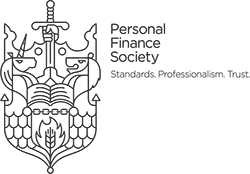 Personal
Finance
Society
Standards. Professionalism. Trust.